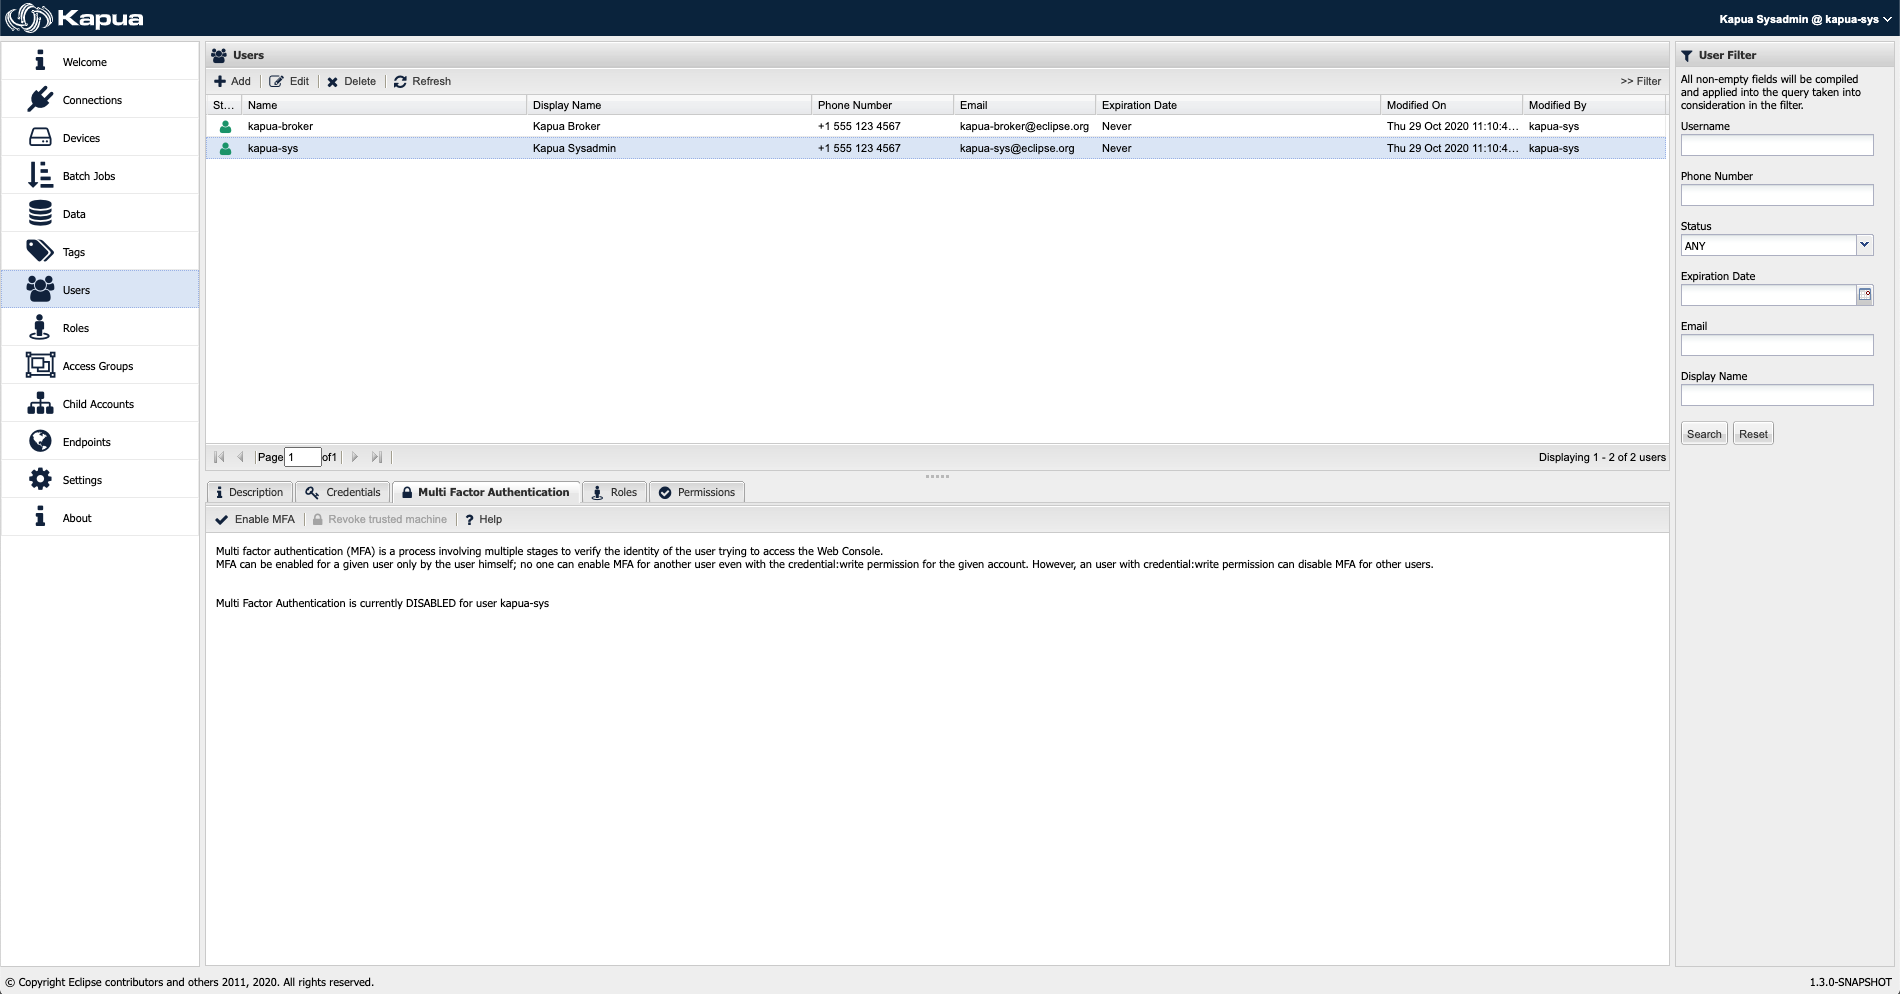 Kapua
Kapua Sysadmin @ kapua-sys
Welcome
Connections
Devices
Batch Jobs
Data
Tags
Users
Roles
Access Groups
Child Accounts
Endpoints
Settings
About
Users
Add Edit Delete Refresh >> Filter
St... Name Display Name Phone Number Email Expiration Date Modified On Modified By
kapua-broker Kapua Broker +1 555 123 4567 kapua-broker@eclipse.org Never Thu 29 Oct 2020 11:10:4... kapua-sys
kapua-sys Kapua Sysadmin +1 555 123 4567 kapua-sys@eclipse.org Never Thu 29 Oct 2020 11:10:4... kapua-sys
Page 1 of1 Displaying 1 - 2 of 2 users
Description Credentials Multi Factor Authentication Roles Permissions
Enable MFA Revoke trusted machine ? Help
Multi factor authentication (MFA) is a process involving multiple stages to verify the identity of the user trying to access the Web Console.
MFA can be enabled for a given user only by the user himself; no one can enable MFA for another user even with the credential:write permission for the given account. However, an user with credential:write permission can disable MFA for other users.
Multi Factor Authentication is currently DISABLED for user kapua-sys
User Filter
All non-empty fields will be compiled
and applied into the query taken into
consideration in the filter.
Username
Phone Number
Status
ANY
Expiration Date
Email
Display Name
Search Reset
© Copyright Eclipse contributors and others 2011, 2020. All rights reserved.
1.3.0-SNAPSHOT